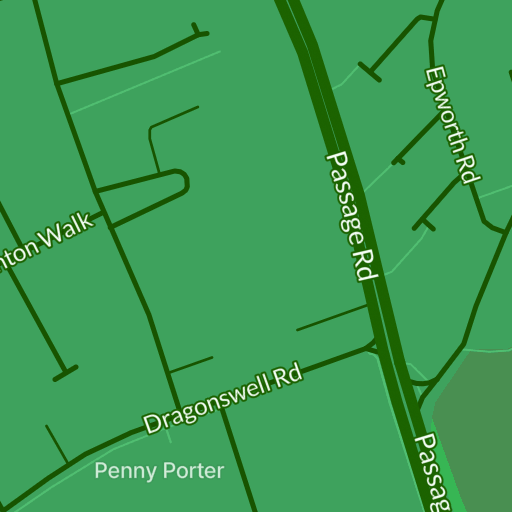 Epworth Rd
Passage Rd
nton Walk
Dragonswell Rd
Penny Porter
Passag